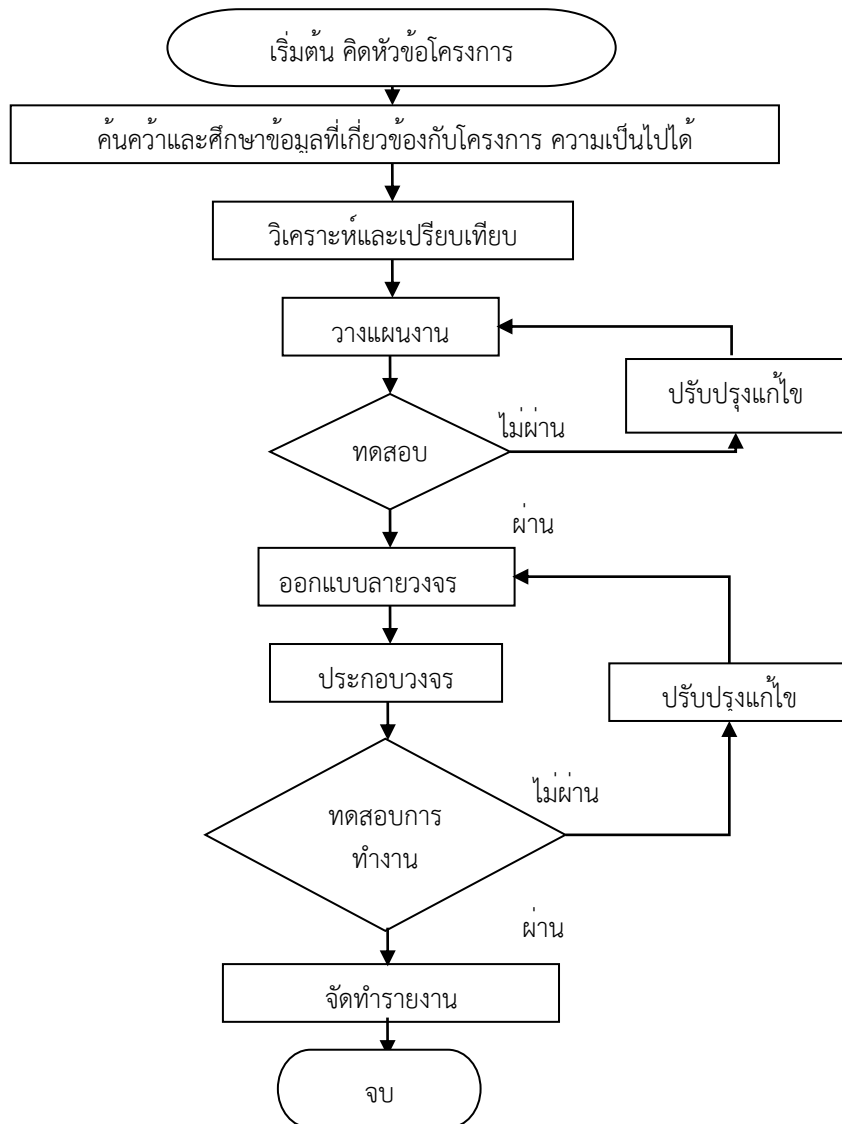 เริ่มต้น คิดหัวข้อโครงการ
ค้นคว้าและศึกษาข้อมูลที่เกี่ยวข้องกับโครงการ ความเป็นไปได้
วิเคราะห์และเปรียบเทียบ
วางแผนงาน
ปรับปรุงแก้ไข
ไม่ผ่าน
ทดสอบ
ผ่าน
ออกแบบลายวงจร
ประกอบวงจร
ปรับปรุงแก้ไข
ไม่ผ่าน
ทดสอบการ
ทำงาน
ผ่าน
จัดทำรายงาน
จบ